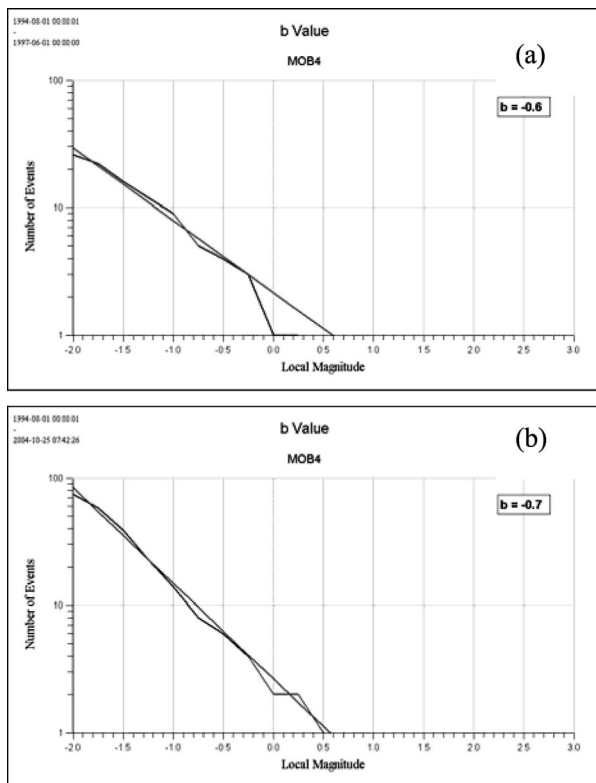 1994-08-01 00:00:01
-
1997-06-01 00:00:00
b Value
(a)
MOB4
100
b = -0.6
Number of Events
10
1
-2.0 -1.5 -1.0 -0.5 0.0 0.5 1.0 1.5 2.0 2.5 3.0
Local Magnitude
1994-08-01 00:00:01
-
2004-10-25 07:42:26
b Value
(b)
MOB4
100
b = -0.7
Number of Events
10
1
-2.0 -1.5 -1.0 -0.5 0.0 0.5 1.0 1.5 2.0 2.5 3.0
Local Magnitude